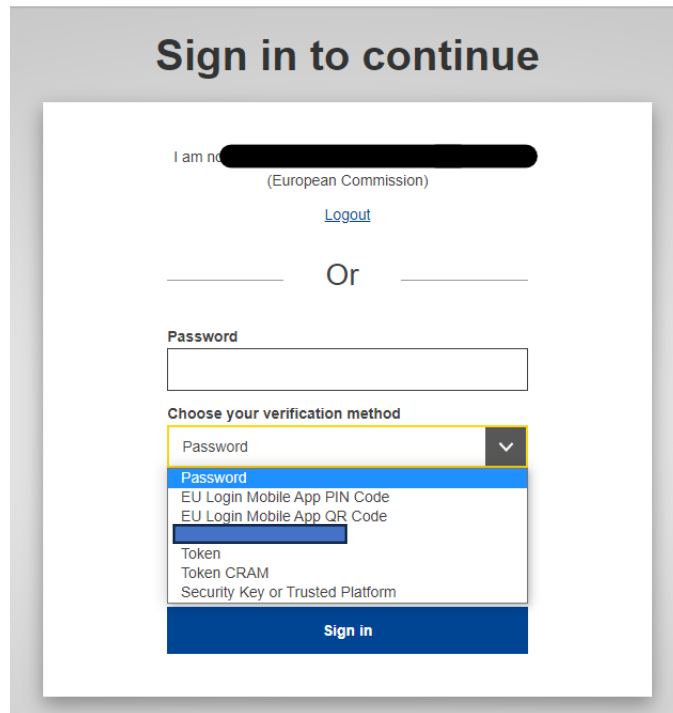 Sign in to continue
I am
(European Commission)
Logout
Or
Password
Choose your verification method
Password
Password
EU Login Mobile App PIN Code
EU Login Mobile App QR Code
Token
Token CRAM
Security Key or Trusted Platform
Sign in